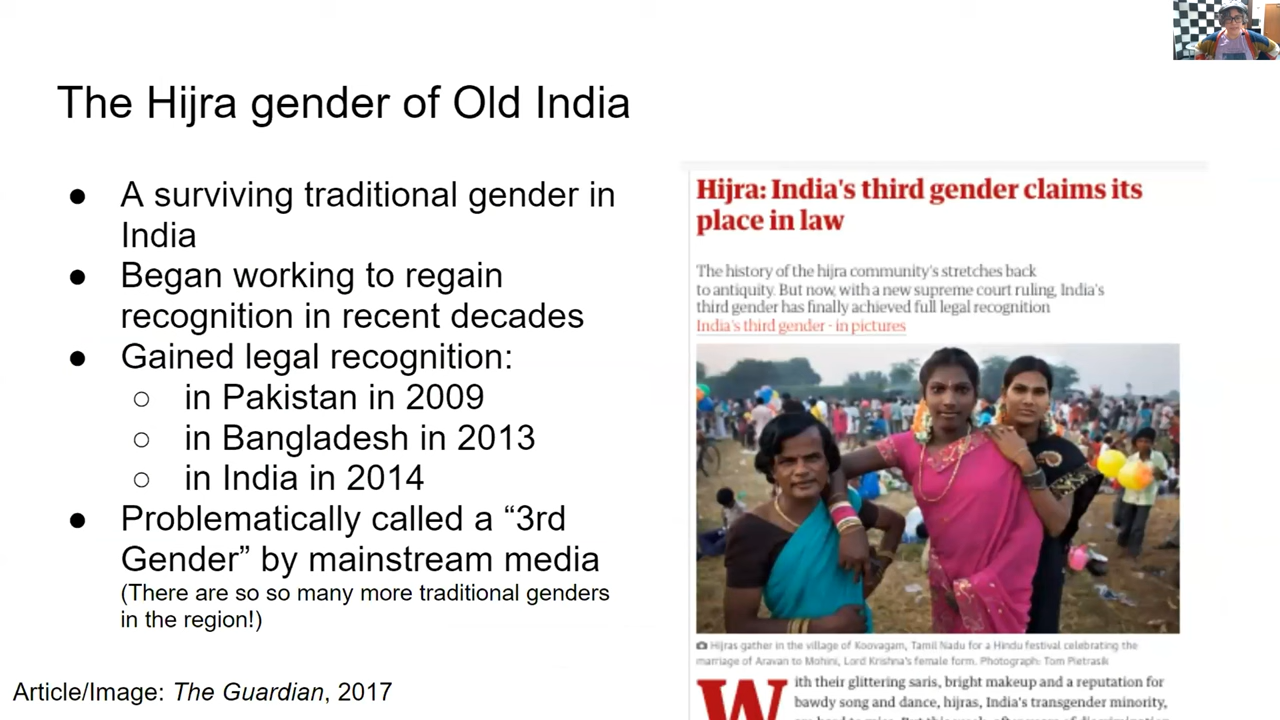 The Hijra gender of Old India
● A surviving traditional gender in
India
● Began working to regain
recognition in recent decades
● Gained legal recognition:
○ in Pakistan in 2009
○ in Bangladesh in 2013
○ in India in 2014
● Problematically called a “3rd
Gender” by mainstream media
(There are so so many more traditional genders
in the region!)
Article/Image: The Guardian, 2017
Hijra: India's third gender claims its
place in law
The history of the hijra community's stretches back
to antiquity. But now, with a new supreme court ruling, India's
third gender has finally achieved full legal recognition
India's third gender - in pictures
Hijras gather in the village of Koovagam, Tamil Nadu for a Hindu festival celebrating the
marriage of Aravan to Mohini, Lord Krishna's female form. Photograph: Tom Pietrasik
With their glittering saris, bright makeup and a reputation for
bawdy song and dance, hijras, India's transgender minority,